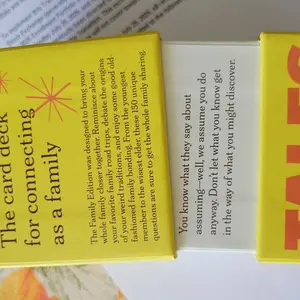 The card deck
for connecting
as a family
The Family Edition was designed to bring your
whole family closer together. Reminisce about
your favorite family road trips, debate the origins
of your weird traditions, and enjoy some good old-
fashioned family bonding. From the youngest
member to the wisest elder, these 150 unique
questions are sure to get the whole family sharing.
You know what they say about
assuming—well, we assume you do
anyway. Don't let what you know get
in the way of what you might discover.